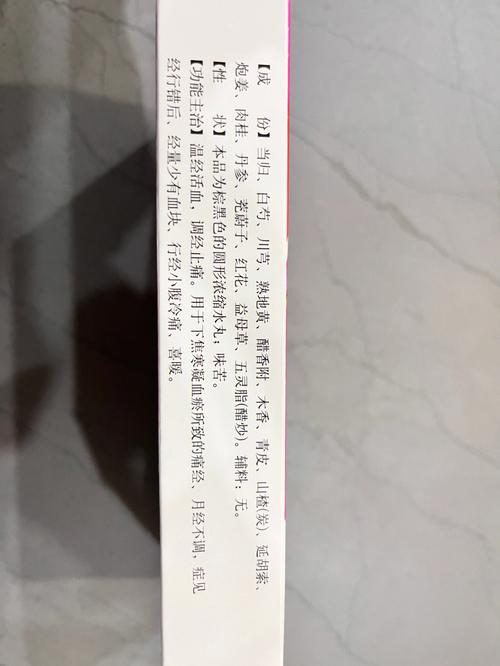 【成　份】当归、白芍、川芎、熟地黄、醋香附、木香、青皮、山楂(炭)、延胡索、
炮姜、肉桂、丹参、茺蔚子、红花、益母草、五灵脂(醋炒)。辅料：无。
【性　状】本品为棕黑色的圆形浓缩水丸；味苦。
【功能主治】温经活血，调经止痛。用于下焦寒凝血瘀所致的痛经、月经不调，症见
经行错后、经量少有血块、行经小腹冷痛、喜暖。